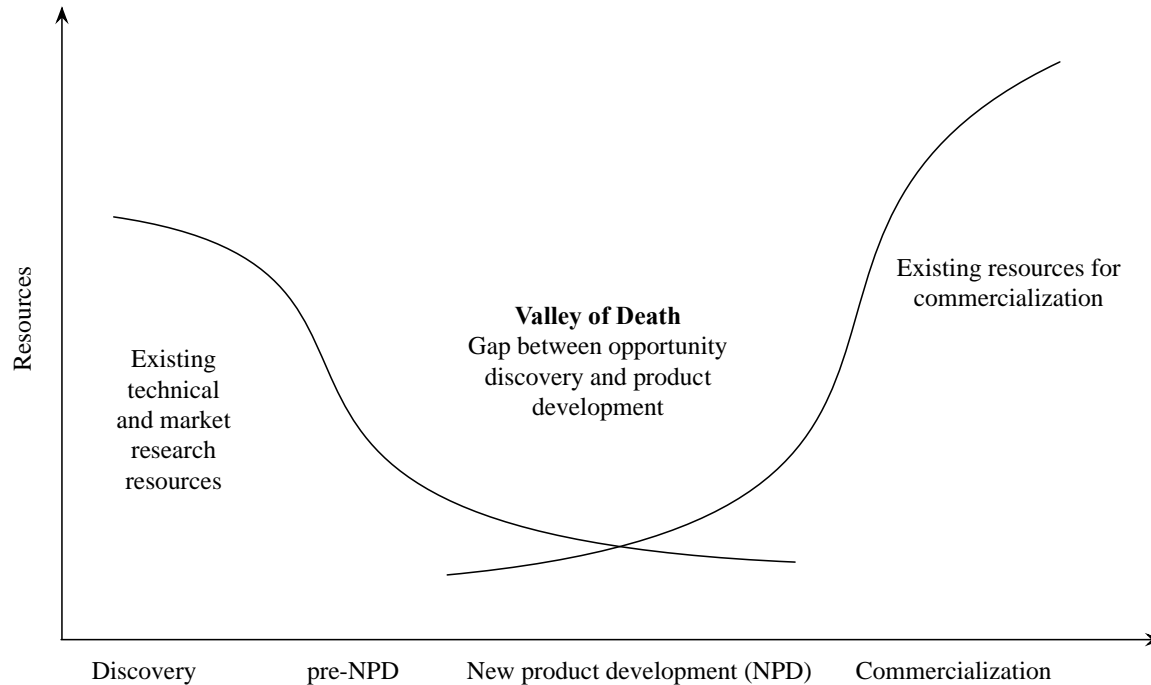 Resources
Existing
technical
and market
research
resources
Valley of Death
Gap between opportunity
discovery and product
development
Existing resources for
commercialization
Discovery
pre-NPD
New product development (NPD)
Commercialization